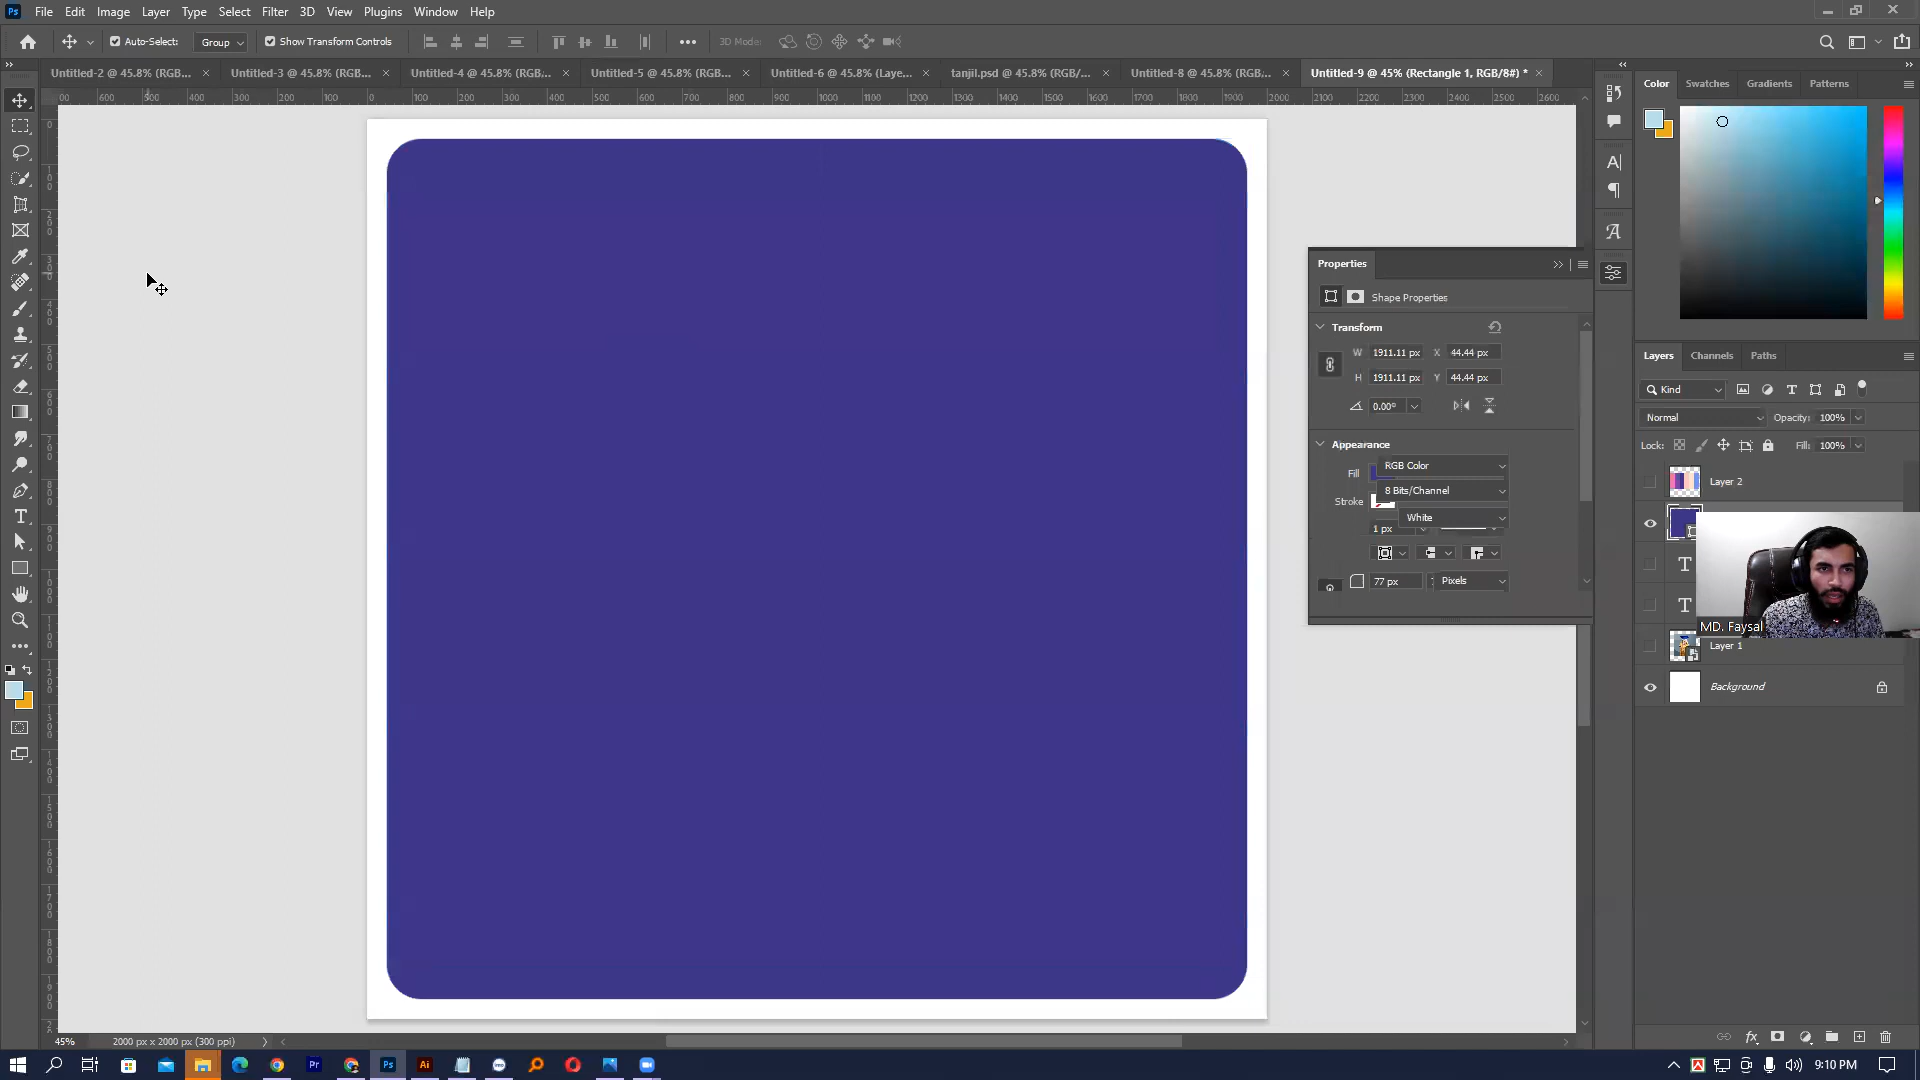 File Edit Image Layer Type Select Filter 3D View Plugins Window Help
Auto-Select: Group Show Transform Controls 3D Mode:
Untitled-2 @ 45.8% (RGB... Untitled-3 @ 45.8% (RGB... Untitled-4 @ 45.8% (RGB/... Untitled-5 @ 45.8% (RGB... Untitled-6 @ 45.8% (Laye... tanjil.psd @ 45.8% (RGB/... Untitled-8 @ 45.8% (RGB/... Untitled-9 @ 45% (Rectangle 1, RGB/8#) *
Color Swatches Gradients Patterns
Properties
Shape Properties
Transform
W 1911.11 px X 44.44 px
H 1911.11 px Y 44.44 px
0.00°
Appearance
Fill RGB Color
Stroke 8 Bits/Channel
White
1 px
77 px Pixels
Layers Channels Paths
Kind
Normal Opacity: 100%
Lock: Fill: 100%
Layer 2
MD. Faysal
Layer 1
Background
45% 2000 px x 2000 px (300 ppi)
9:10 PM